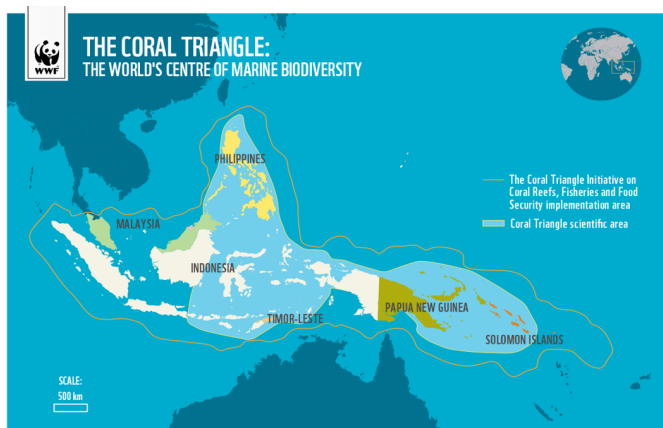 WWF
THE CORAL TRIANGLE:
THE WORLD'S CENTRE OF MARINE BIODIVERSITY
PHILIPPINES
The Coral Triangle Initiative on
Coral Reefs, Fisheries and Food
Security implementation area
Coral Triangle scientific area
MALAYSIA
INDONESIA
PAPUA NEW GUINEA
TIMOR-LESTE
SOLOMON ISLANDS
SCALE:
500 km